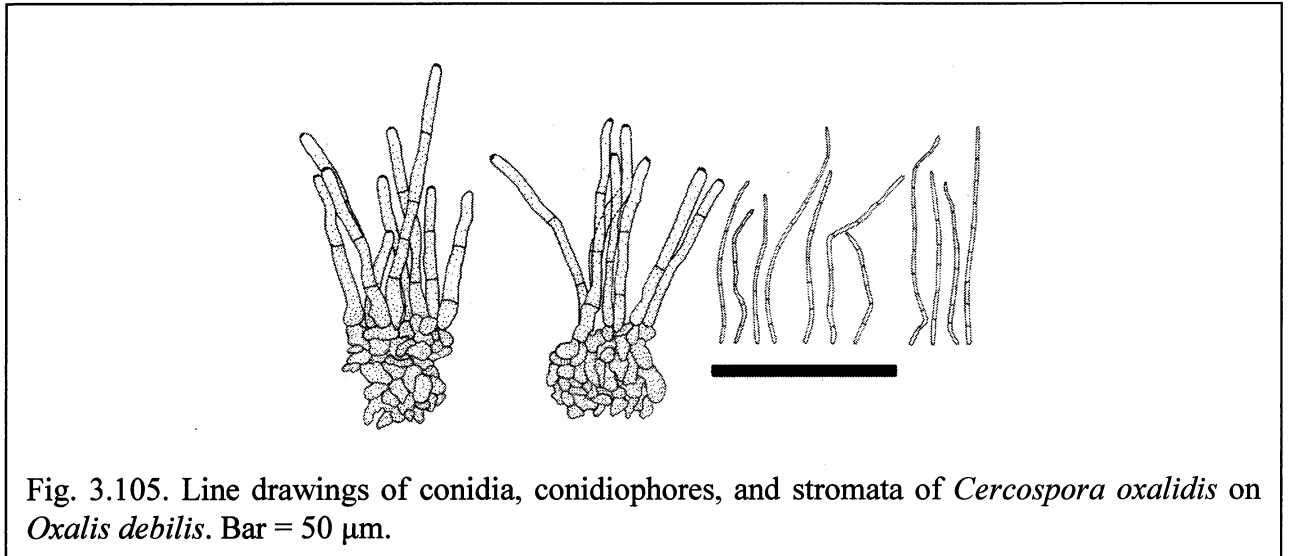 Fig. 3.105. Line drawings of conidia, conidiophores, and stromata of Cercospora oxalidis on
Oxalis debilis. Bar = 50 μm.